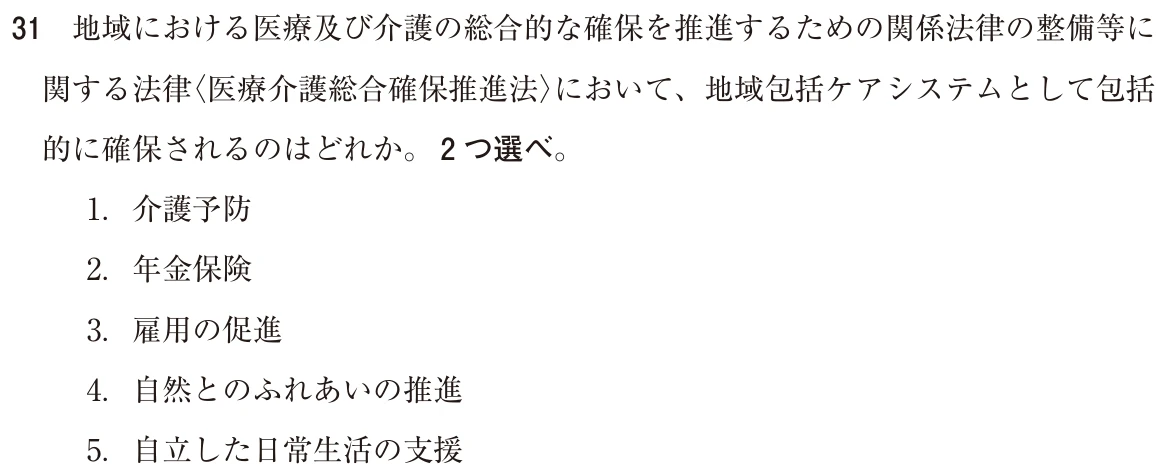 31　地域における医療及び介護の総合的な確保を推進するための関係法律の整備等に
関する法律〈医療介護総合確保推進法〉において、地域包括ケアシステムとして包括
的に確保されるのはどれか。 2 つ選べ。
1. 介護予防
2. 年金保険
3. 雇用の促進
4. 自然とのふれあいの推進
5. 自立した日常生活の支援